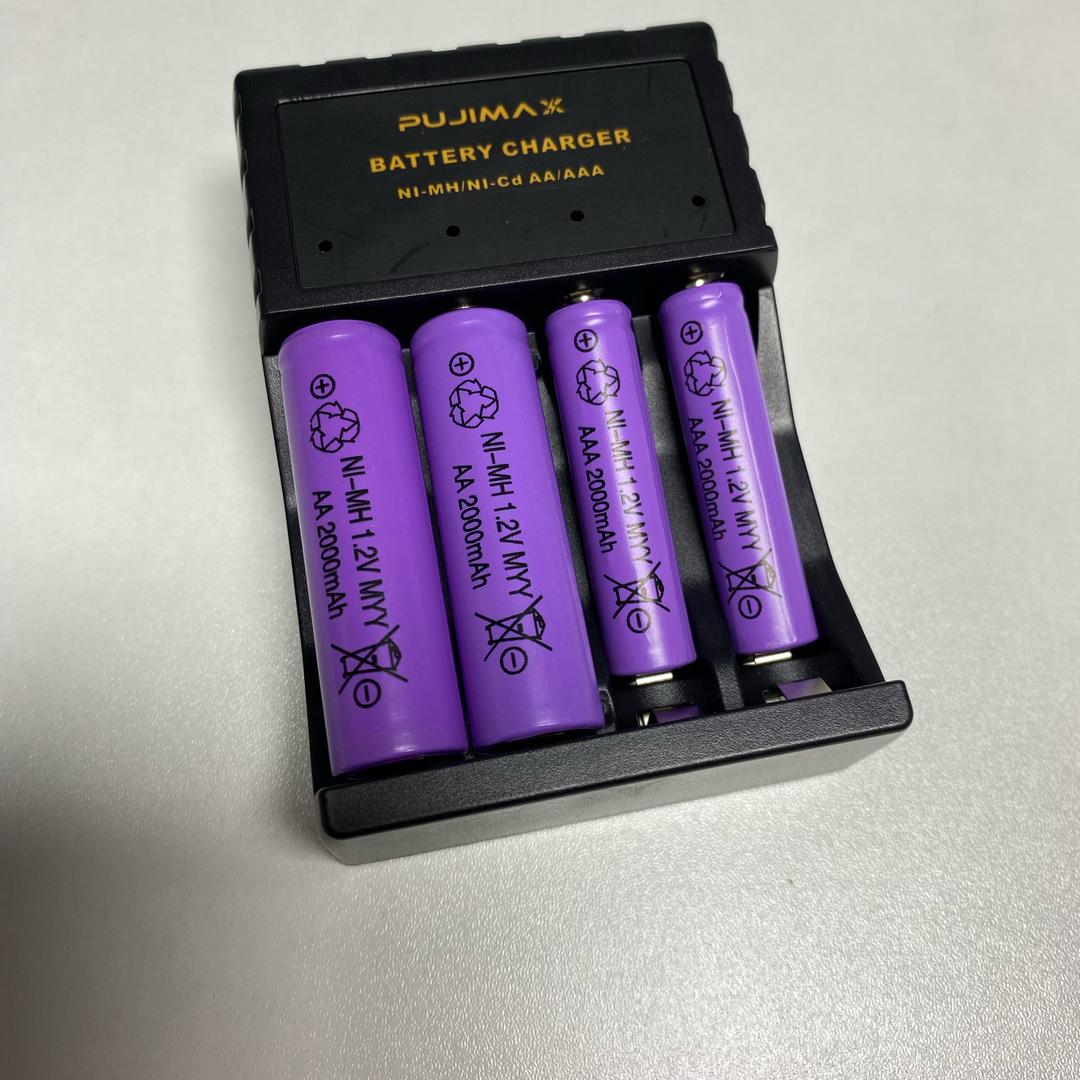 PUJIMAX
BATTERY CHARGER
NI-MH/NI-Cd AA/AAA
NI-MH 1.2V MYY
AA 2000mAh
NI-MH 1.2V MYY
AA 2000mAh
NI-MH 1.2V MYY
AAA 2000mAh
NI-MH 1.2V MYY
AAA 2000mAh